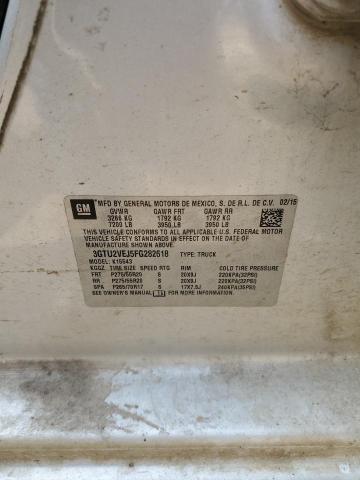 GM
MFD BY GENERAL MOTORS DE MEXICO, S. DE R.L. DE C.V. 02/15
GVWR GAWR FRT GAWR RR
3266 KG 1792 KG 1792 KG
7200 LB 3950 LB 3950 LB
THIS VEHICLE CONFORMS TO ALL APPLICABLE U.S. FEDERAL MOTOR
VEHICLE SAFETY STANDARDS IN EFFECT ON THE DATE OF
MANUFACTURE SHOWN ABOVE.
3GTU2VEJ5FG282518 TYPE: TRUCK
MODEL: K15543
KGGZ TIRE SIZE SPEED RTG RIM COLD TIRE PRESSURE
FRT P275/55R20 S 20X9J 220KPA(32PSI)
RR P275/55R20 S 20X9J 220KPA(32PSI)
SPA P265/70R17 S 17X7.5J 240KPA(35PSI)
SEE OWNER'S MANUAL FOR